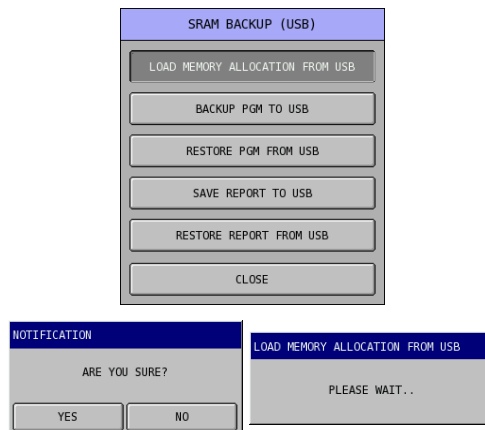 SRAM BACKUP (USB)
LOAD MEMORY ALLOCATION FROM USB
BACKUP PGM TO USB
RESTORE PGM FROM USB
SAVE REPORT TO USB
RESTORE REPORT FROM USB
CLOSE
NOTIFICATION
ARE YOU SURE?
YES NO
LOAD MEMORY ALLOCATION FROM USB
PLEASE WAIT..